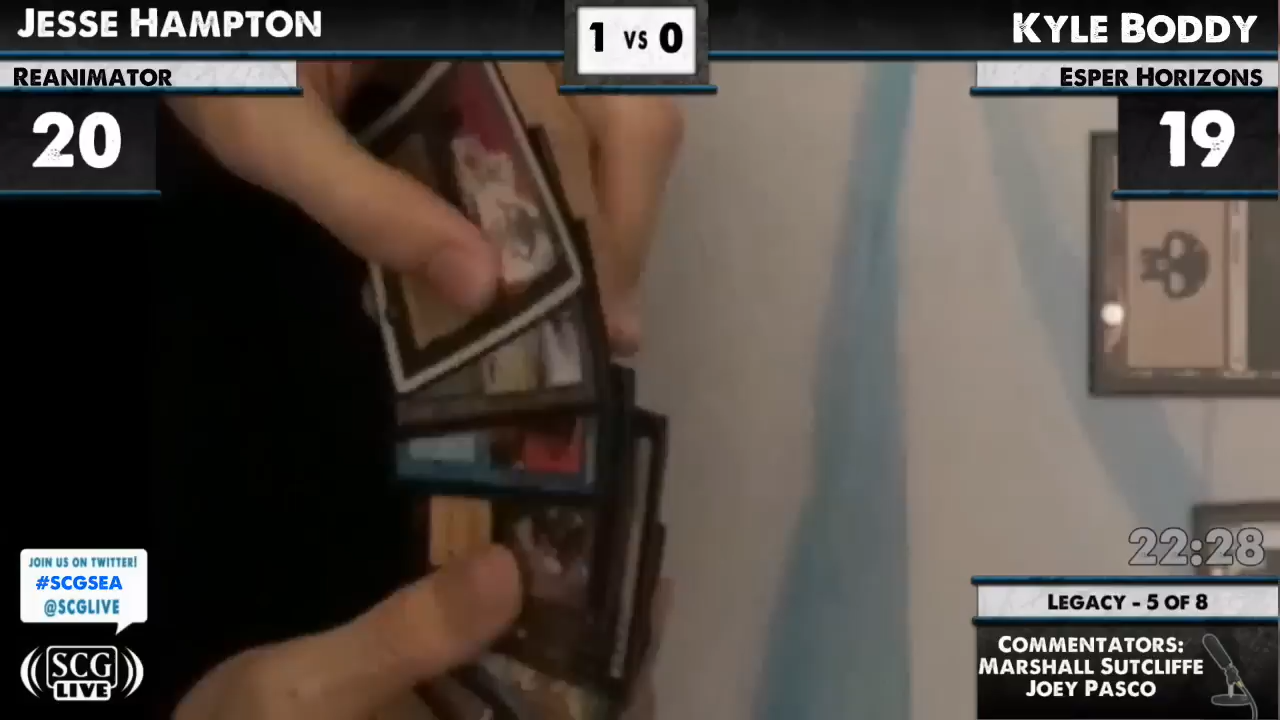 JESSE HAMPTON
1 VS 0
KYLE BODDY
REANIMATOR
ESPER HORIZONS
20
19
22:28
JOIN US ON TWITTER!
#SCGSEA
@SCGLIVE
LEGACY - 5 OF 8
SCG
LIVE
COMMENTATORS:
MARSHALL SUTCLIFFE
JOEY PASCO